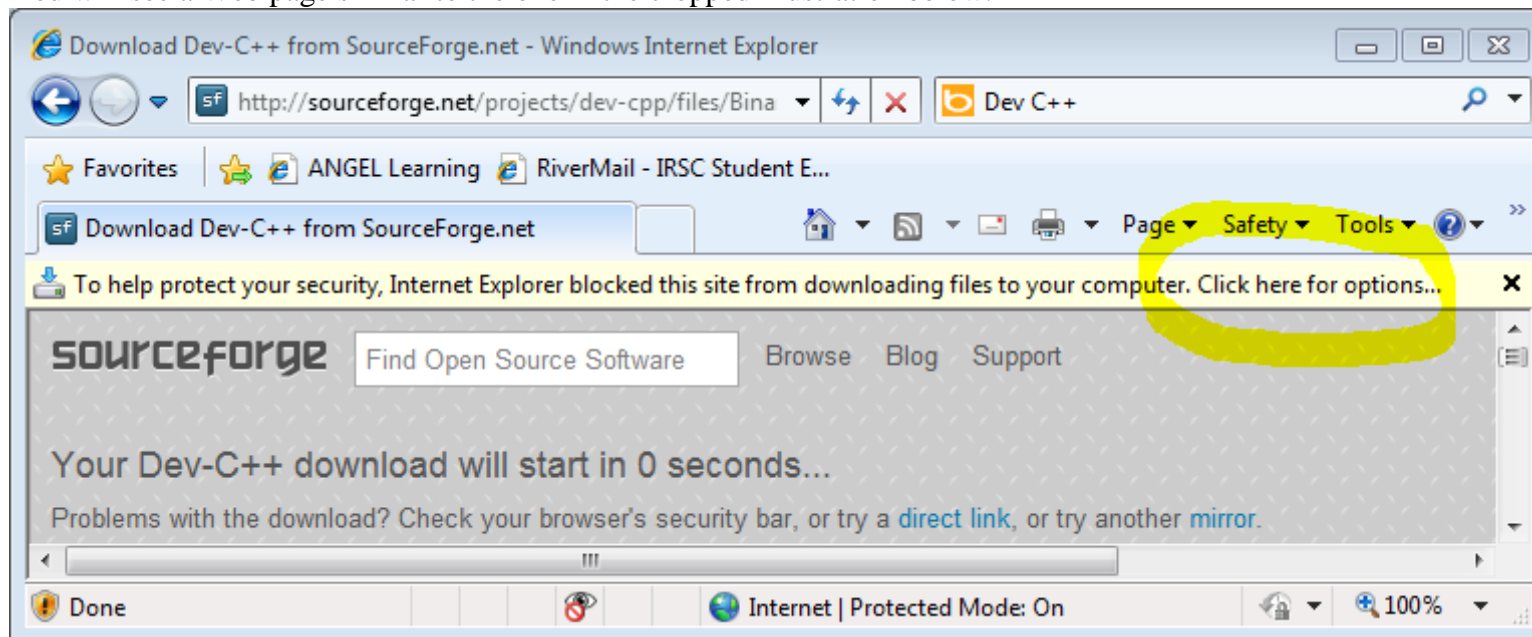 Download Dev-C++ from SourceForge.net - Windows Internet Explorer
http://sourceforge.net/projects/dev-cpp/files/Bina Dev C++
Favorites ANGEL Learning RiverMail - IRSC Student E...
sf Download Dev-C++ from SourceForge.net Page Safety Tools
To help protect your security, Internet Explorer blocked this site from downloading files to your computer. Click here for options...
sourceforge Find Open Source Software Browse Blog Support
Your Dev-C++ download will start in 0 seconds...
Problems with the download? Check your browser's security bar, or try a direct link, or try another mirror.
Done Internet | Protected Mode: On 100%